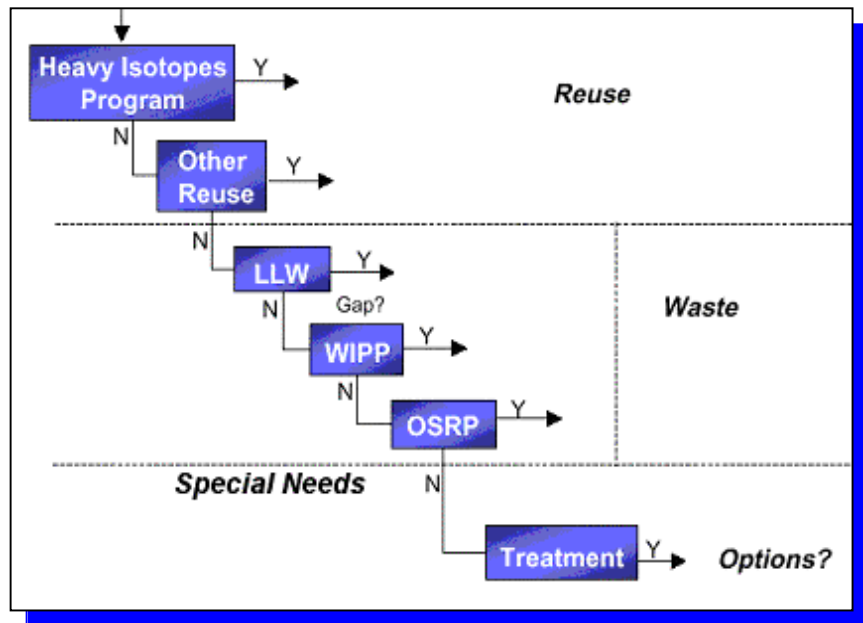 Heavy Isotopes
Program
Y
Reuse
N
Other
Reuse
Y
N
LLW
Y
N
Gap?
Waste
WIPP
Y
N
OSRP
Y
Special Needs
N
Treatment
Y
Options?